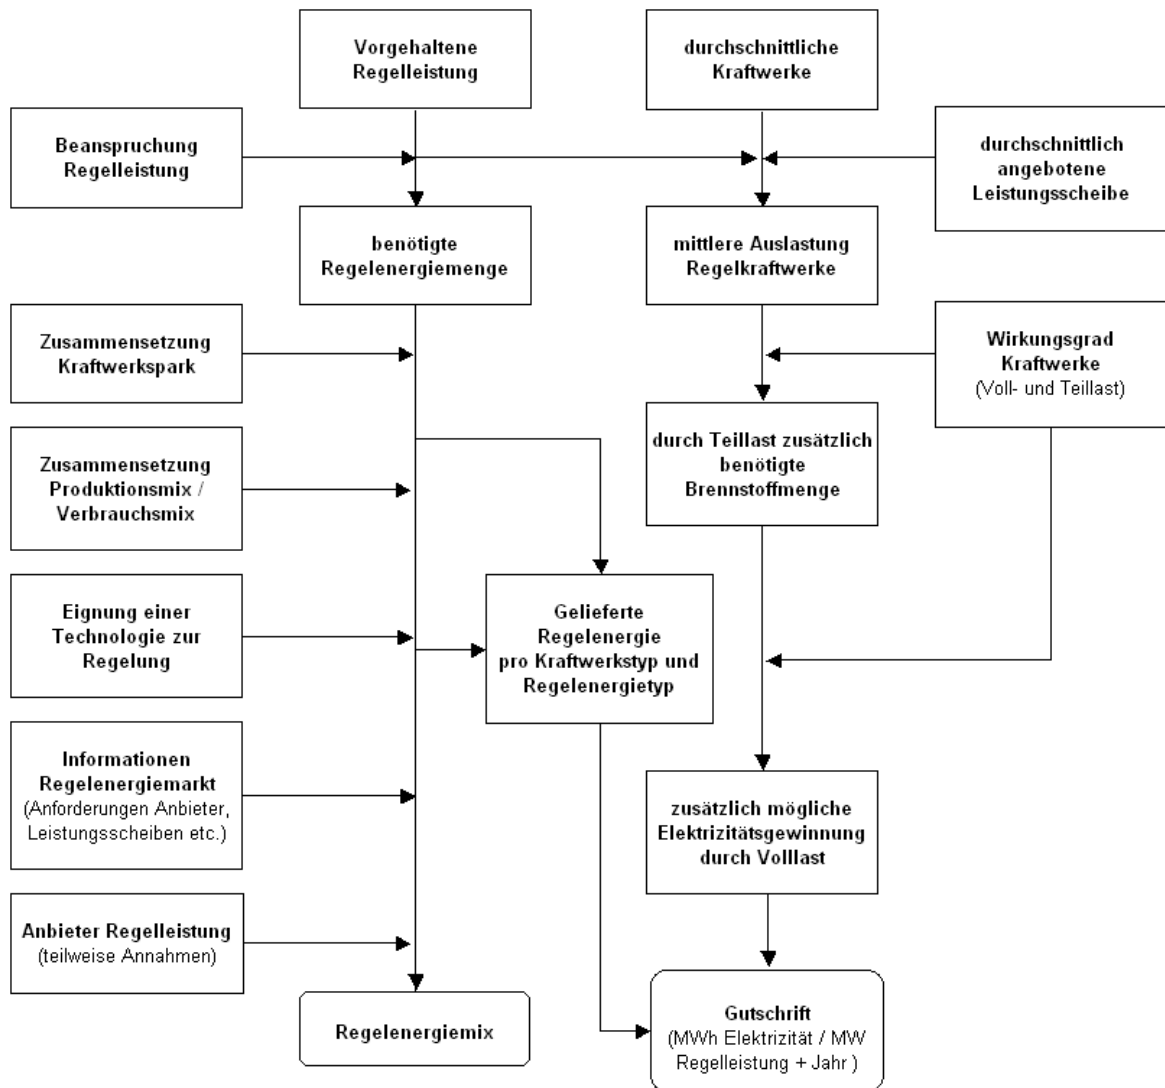 Vorgehaltene
Regelleistung
durchschnittliche
Kraftwerke
Beanspruchung
Regelleistung
durchschnittlich
angebotene
Leistungsscheibe
benötigte
Regelenergiemenge
mittlere Auslastung
Regelkraftwerke
Zusammensetzung
Kraftwerkspark
Wirkungsgrad
Kraftwerke
(Voll- und Teillast)
Zusammensetzung
Produktionsmix /
Verbrauchsmix
durch Teillast zusätzlich
benötigte
Brennstoffmenge
Eignung einer
Technologie zur
Regelung
Gelieferte
Regelenergie
pro Kraftwerkstyp und
Regelenergietyp
Informationen
Regelenergiemarkt
(Anforderungen Anbieter,
Leistungsscheiben etc.)
zusätzlich mögliche
Elektrizitätsgewinnung
durch Volllast
Anbieter Regelleistung
(teilweise Annahmen)
Regelenergiemix
Gutschrift
(MWh Elektrizität / MW
Regelleistung + Jahr )